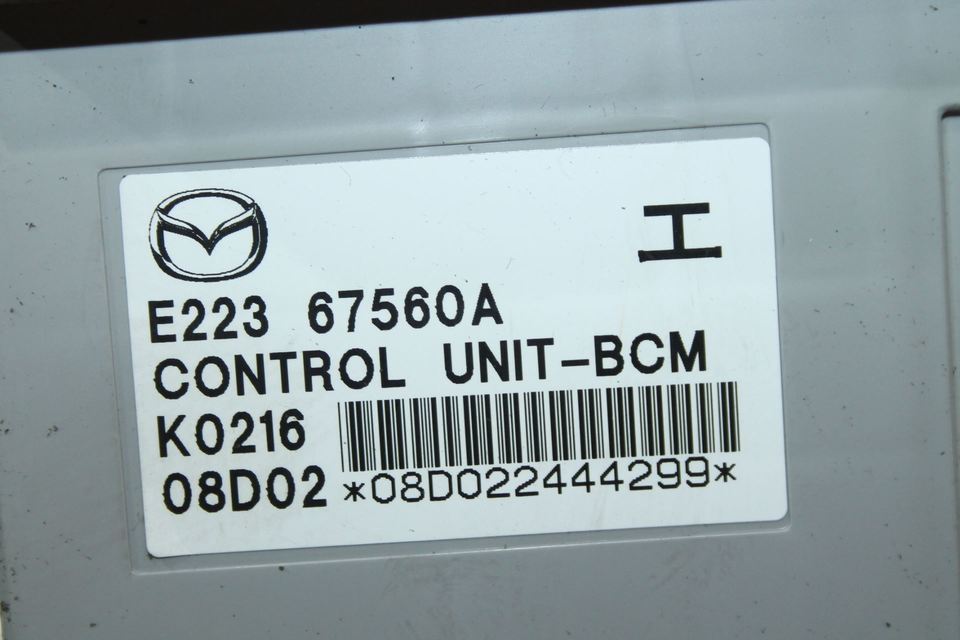 H
E223 67560A
CONTROL UNIT-BCM
K0216
08D02 *08D022444299*